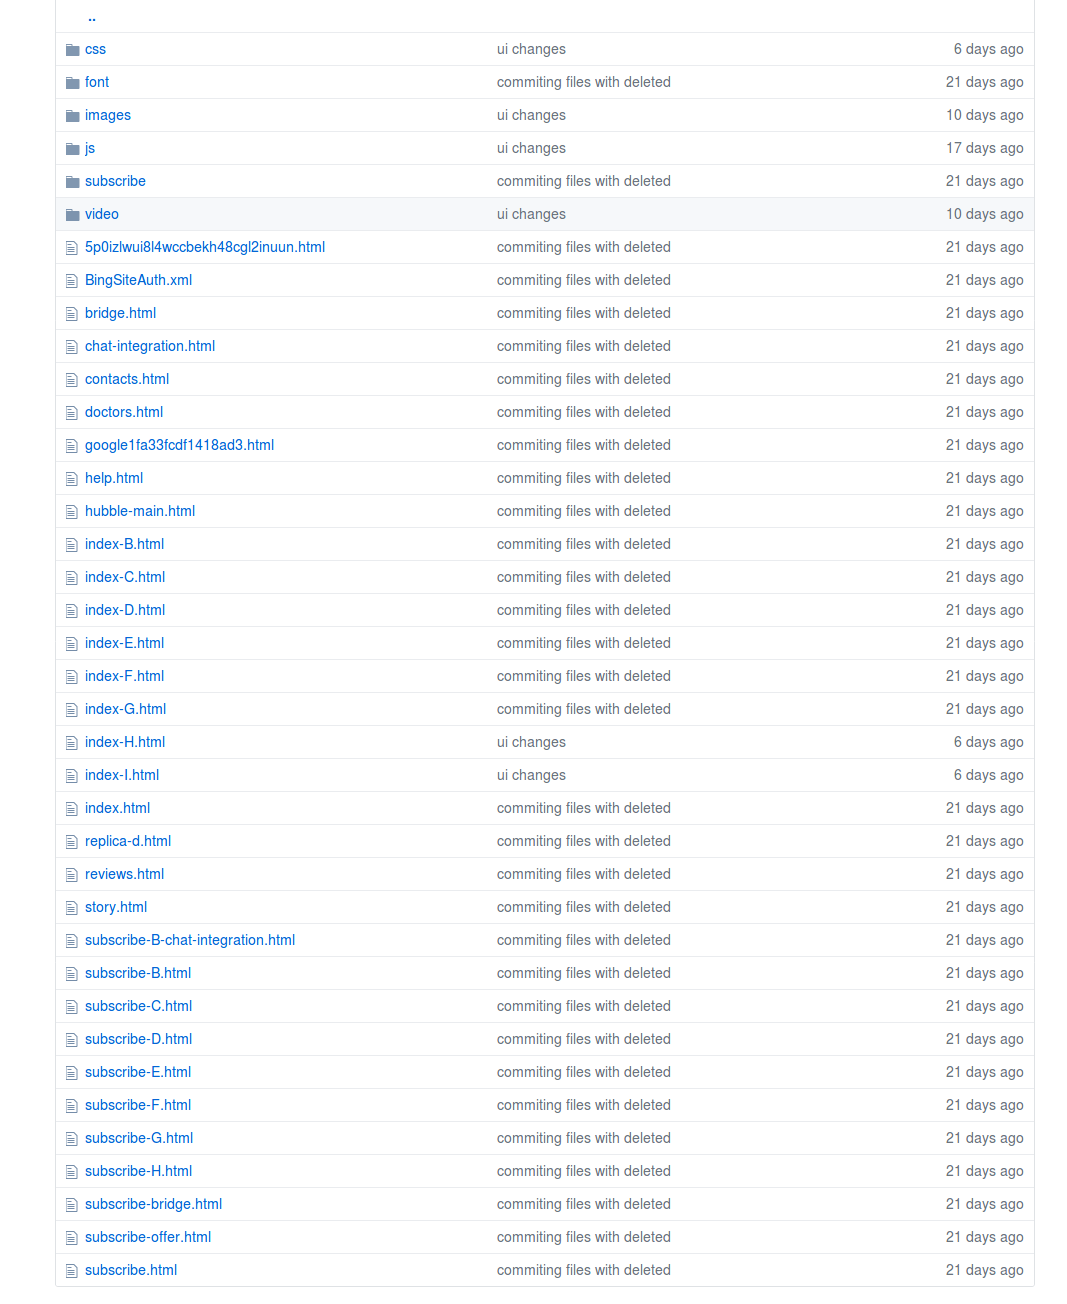 ..
css ui changes 6 days ago
font commiting files with deleted 21 days ago
images ui changes 10 days ago
js ui changes 17 days ago
subscribe commiting files with deleted 21 days ago
video ui changes 10 days ago
5p0izlwui8l4wccbekh48cgl2inuun.html commiting files with deleted 21 days ago
BingSiteAuth.xml commiting files with deleted 21 days ago
bridge.html commiting files with deleted 21 days ago
chat-integration.html commiting files with deleted 21 days ago
contacts.html commiting files with deleted 21 days ago
doctors.html commiting files with deleted 21 days ago
google1fa33fcdf1418ad3.html commiting files with deleted 21 days ago
help.html commiting files with deleted 21 days ago
hubble-main.html commiting files with deleted 21 days ago
index-B.html commiting files with deleted 21 days ago
index-C.html commiting files with deleted 21 days ago
index-D.html commiting files with deleted 21 days ago
index-E.html commiting files with deleted 21 days ago
index-F.html commiting files with deleted 21 days ago
index-G.html commiting files with deleted 21 days ago
index-H.html ui changes 6 days ago
index-I.html ui changes 6 days ago
index.html commiting files with deleted 21 days ago
replica-d.html commiting files with deleted 21 days ago
reviews.html commiting files with deleted 21 days ago
story.html commiting files with deleted 21 days ago
subscribe-B-chat-integration.html commiting files with deleted 21 days ago
subscribe-B.html commiting files with deleted 21 days ago
subscribe-C.html commiting files with deleted 21 days ago
subscribe-D.html commiting files with deleted 21 days ago
subscribe-E.html commiting files with deleted 21 days ago
subscribe-F.html commiting files with deleted 21 days ago
subscribe-G.html commiting files with deleted 21 days ago
subscribe-H.html commiting files with deleted 21 days ago
subscribe-bridge.html commiting files with deleted 21 days ago
subscribe-offer.html commiting files with deleted 21 days ago
subscribe.html commiting files with deleted 21 days ago